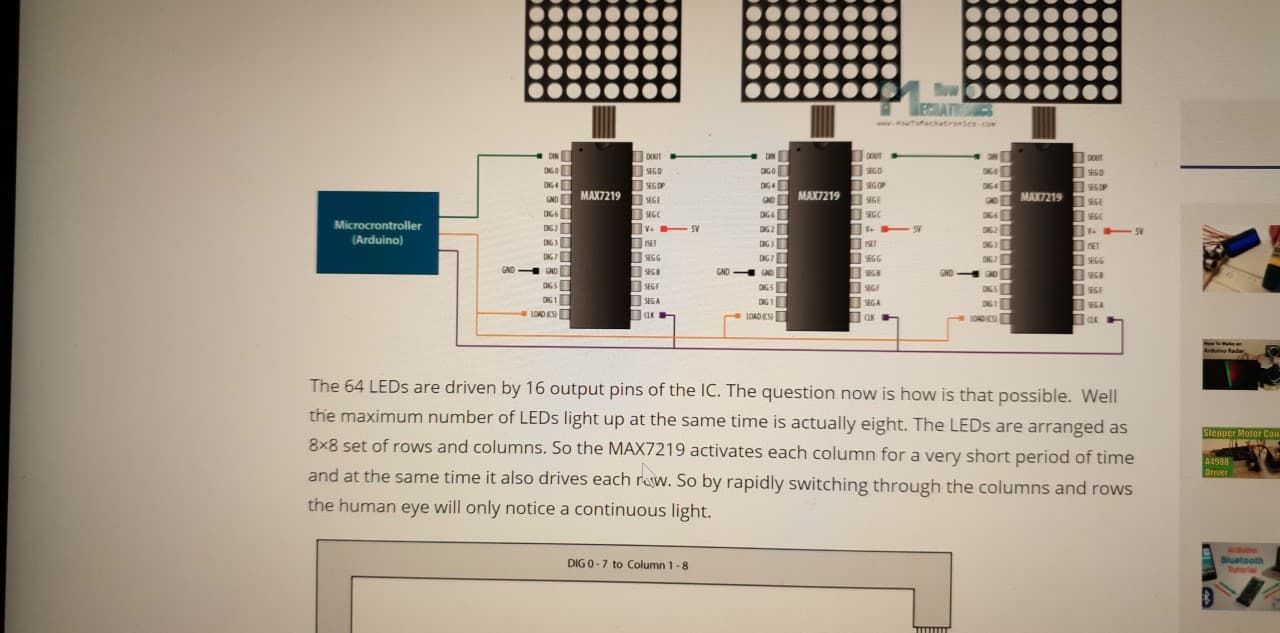 How To
MECHATRONICS
www.HowToMechatronics.com
DIN
DIG 0
DIG 4
GND
DIG 6
DIG 2
DIG 3
DIG 7
GND GND
DIG 5
DIG 1
LOAD (CS)
MAX7219
DOUT
SEG D
SEG DP
SEG E
SEG C
V+ 5V
ISET
SEG G
SEG B
SEG F
SEG A
CLK
DIN
DIG 0
DIG 4
GND
DIG 6
DIG 2
DIG 3
DIG 7
GND GND
DIG 5
DIG 1
LOAD (CS)
MAX7219
DOUT
SEG D
SEG DP
SEG E
SEG C
V+ 5V
ISET
SEG G
SEG B
SEG F
SEG A
CLK
DIN
DIG 0
DIG 4
GND
DIG 6
DIG 2
DIG 3
DIG 7
GND GND
DIG 5
DIG 1
LOAD (CS)
MAX7219
DOUT
SEG D
SEG DP
SEG E
SEG C
V+ 5V
ISET
SEG G
SEG B
SEG F
SEG A
CLK
Microcrontroller
(Arduino)
The 64 LEDs are driven by 16 output pins of the IC. The question now is how is that possible. Well
the maximum number of LEDs light up at the same time is actually eight. The LEDs are arranged as
8×8 set of rows and columns. So the MAX7219 activates each column for a very short period of time
and at the same time it also drives each row. So by rapidly switching through the columns and rows
the human eye will only notice a continuous light.
DIG 0 - 7 to Column 1 - 8
How To Make an
Arduino Radar
Stepper Motor Con
A4988
Driver
Arduino
Bluetooth
Tutorial